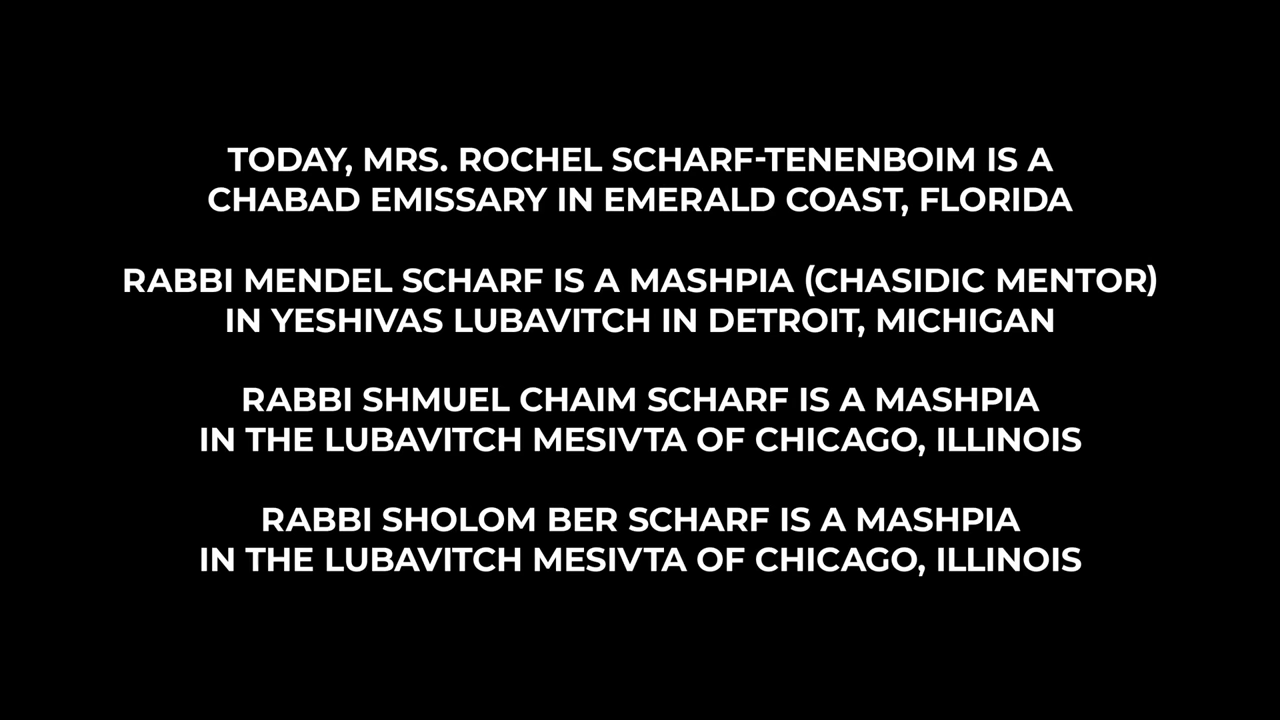 TODAY, MRS. ROCHEL SCHARF-TENENBOIM IS A
CHABAD EMISSARY IN EMERALD COAST, FLORIDA
RABBI MENDEL SCHARF IS A MASHPIA (CHASIDIC MENTOR)
IN YESHIVAS LUBAVITCH IN DETROIT, MICHIGAN
RABBI SHMUEL CHAIM SCHARF IS A MASHPIA
IN THE LUBAVITCH MESIVTA OF CHICAGO, ILLINOIS
RABBI SHOLOM BER SCHARF IS A MASHPIA
IN THE LUBAVITCH MESIVTA OF CHICAGO, ILLINOIS